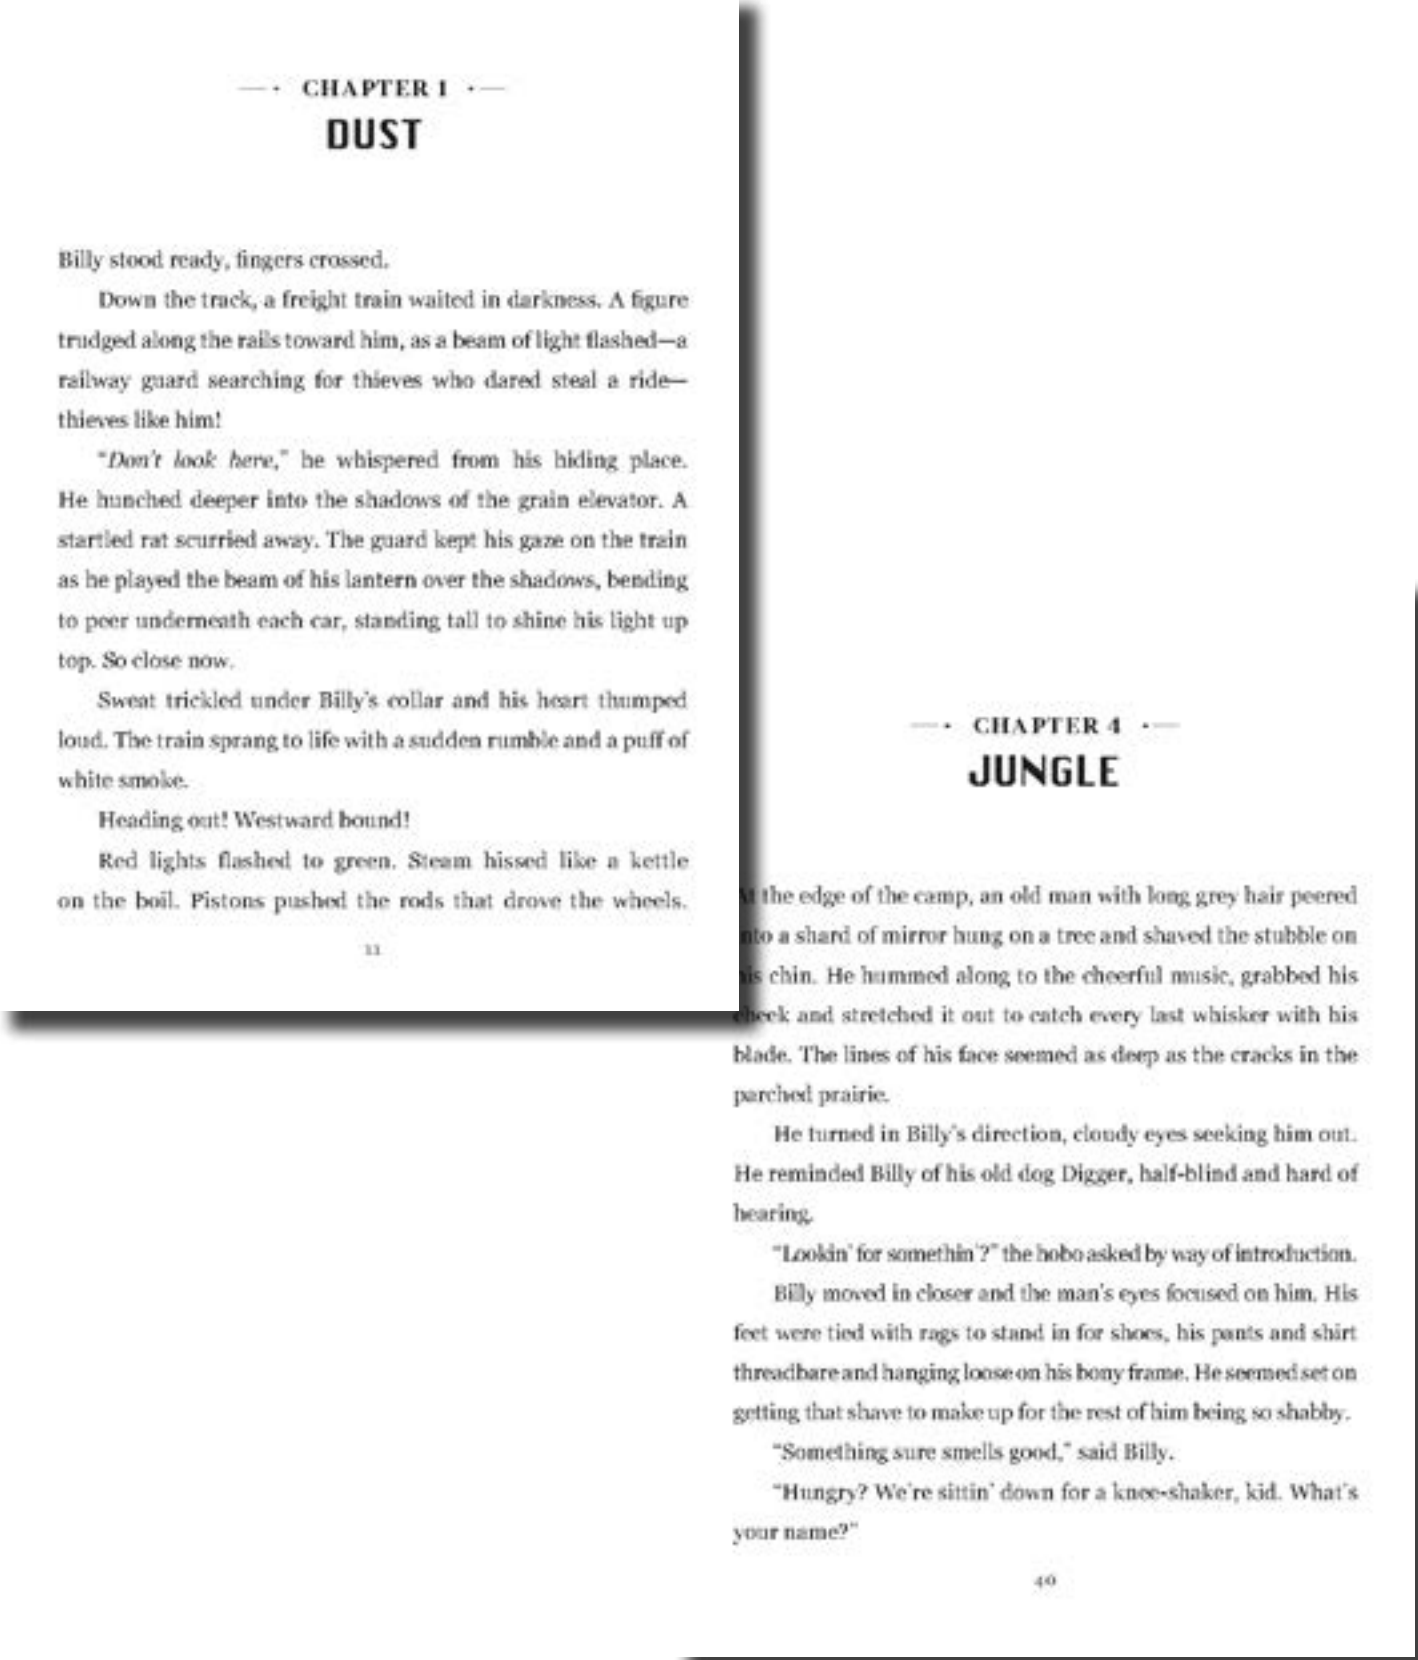 CHAPTER 1
DUST
Billy stood ready, fingers crossed.
Down the track, a freight train waited in darkness. A figure
trudged along the rails toward him, as a beam of light flashed—a
railway guard searching for thieves who dared steal a ride—
thieves like him!
“Don’t look here,” he whispered from his hiding place.
He hunched deeper into the shadows of the grain elevator. A
startled rat scurried away. The guard kept his gaze on the train
as he played the beam of his lantern over the shadows, bending
to peer underneath each car, standing tall to shine his light up
top. So close now.
Sweat trickled under Billy’s collar and his heart thumped
loud. The train sprang to life with a sudden rumble and a puff of
white smoke.
Heading out! Westward bound!
Red lights flashed to green. Steam hissed like a kettle
on the boil. Pistons pushed the rods that drove the wheels.
11
CHAPTER 4
JUNGLE
At the edge of the camp, an old man with long grey hair peered
into a shard of mirror hung on a tree and shaved the stubble on
his chin. He hummed along to the cheerful music, grabbed his
cheek and stretched it out to catch every last whisker with his
blade. The lines of his face seemed as deep as the cracks in the
parched prairie.
He turned in Billy’s direction, cloudy eyes seeking him out.
He reminded Billy of his old dog Digger, half-blind and hard of
hearing.
“Lookin’ for somethin’?” the hobo asked by way of introduction.
Billy moved in closer and the man’s eyes focused on him. His
feet were tied with rags to stand in for shoes, his pants and shirt
threadbare and hanging loose on his bony frame. He seemed set on
getting that shave to make up for the rest of him being so shabby.
“Something sure smells good,” said Billy.
“Hungry? We’re sittin’ down for a knee-shaker, kid. What’s
your name?”
40